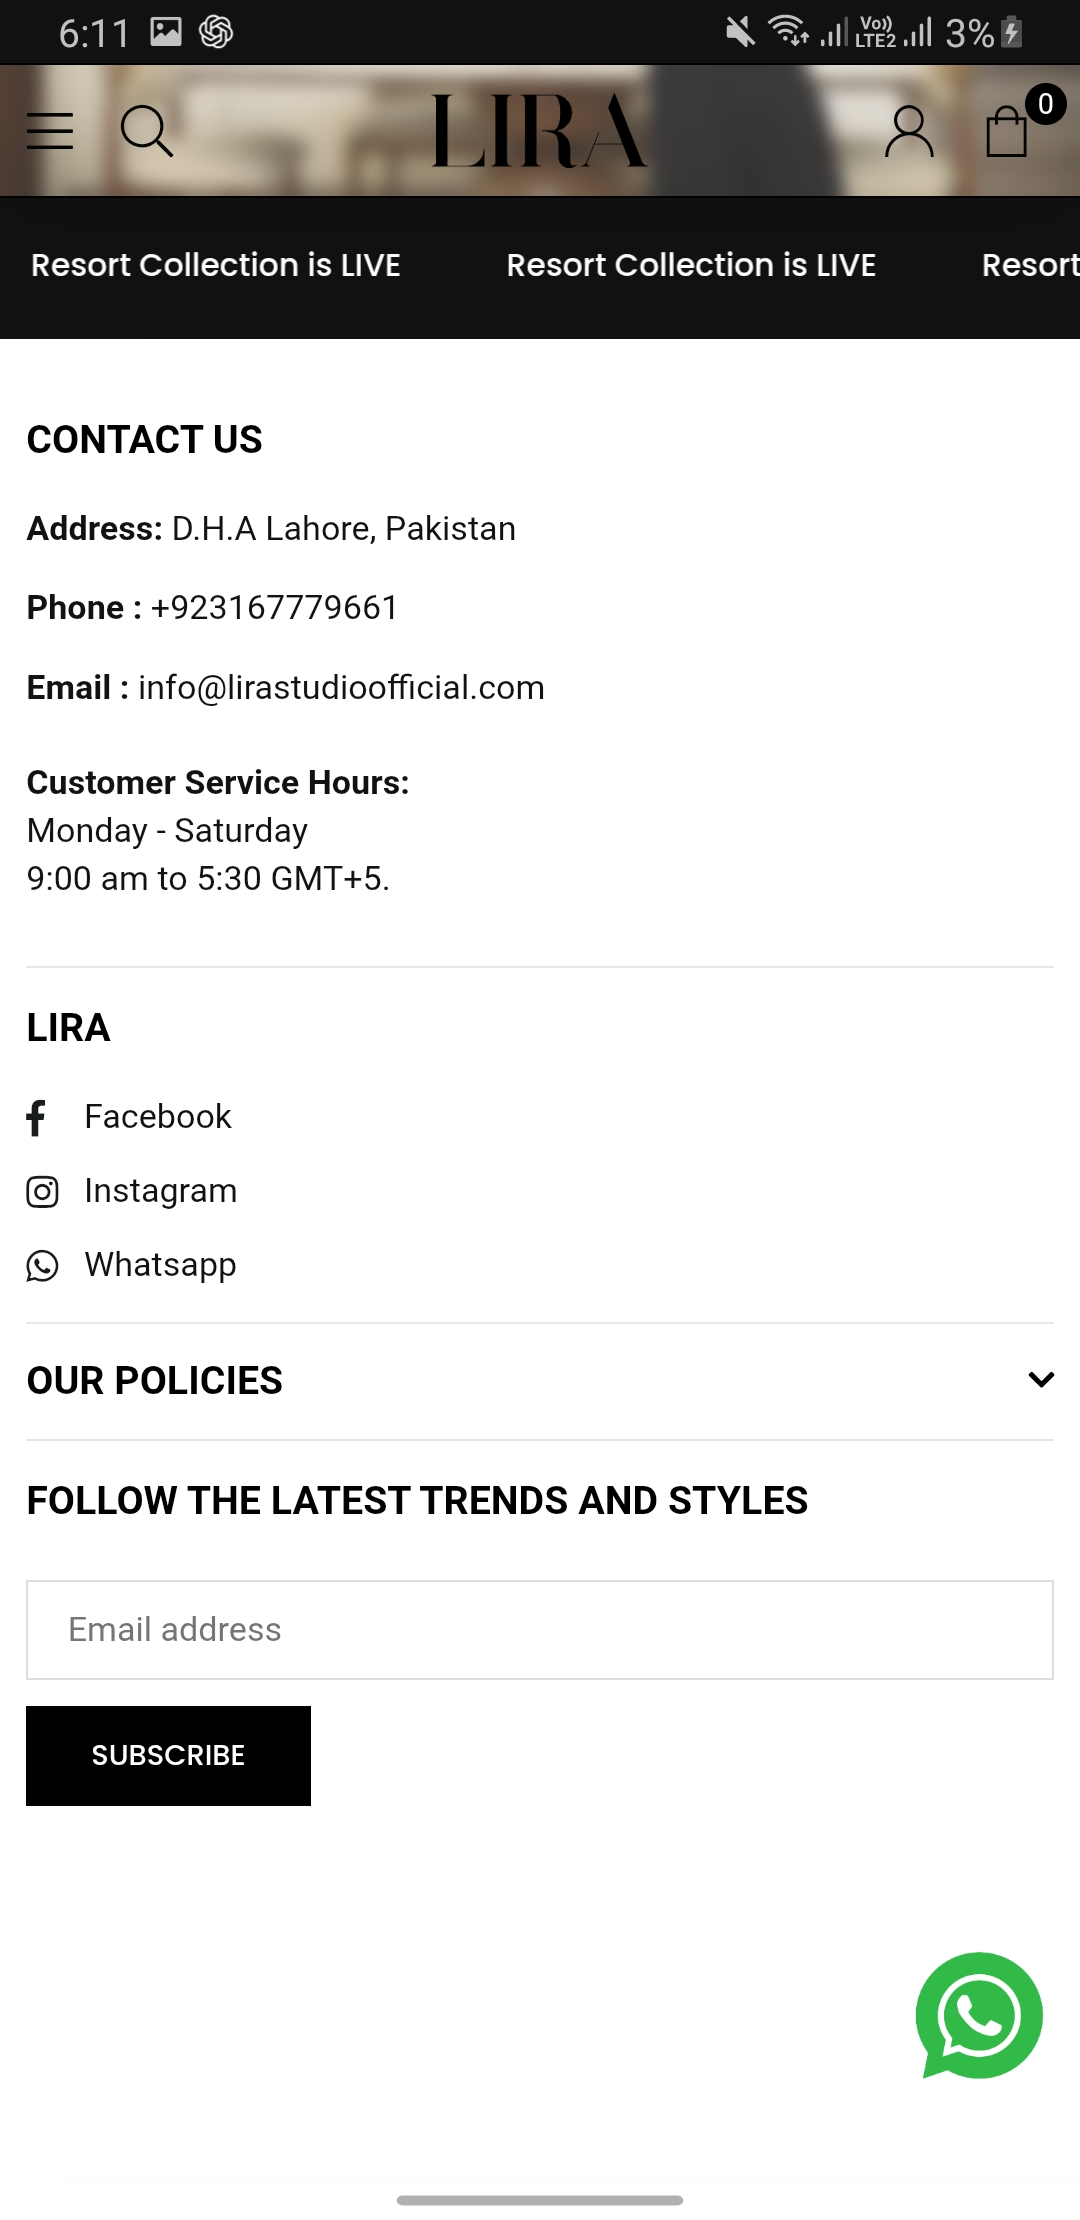 6:11
Vo)) LTE2 3%
LIRA
0
Resort Collection is LIVE Resort Collection is LIVE Resort
CONTACT US
Address: D.H.A Lahore, Pakistan
Phone : +923167779661
Email : info@lirastudioofficial.com
Customer Service Hours:
Monday - Saturday
9:00 am to 5:30 GMT+5.
LIRA
Facebook
Instagram
Whatsapp
OUR POLICIES
FOLLOW THE LATEST TRENDS AND STYLES
Email address
SUBSCRIBE